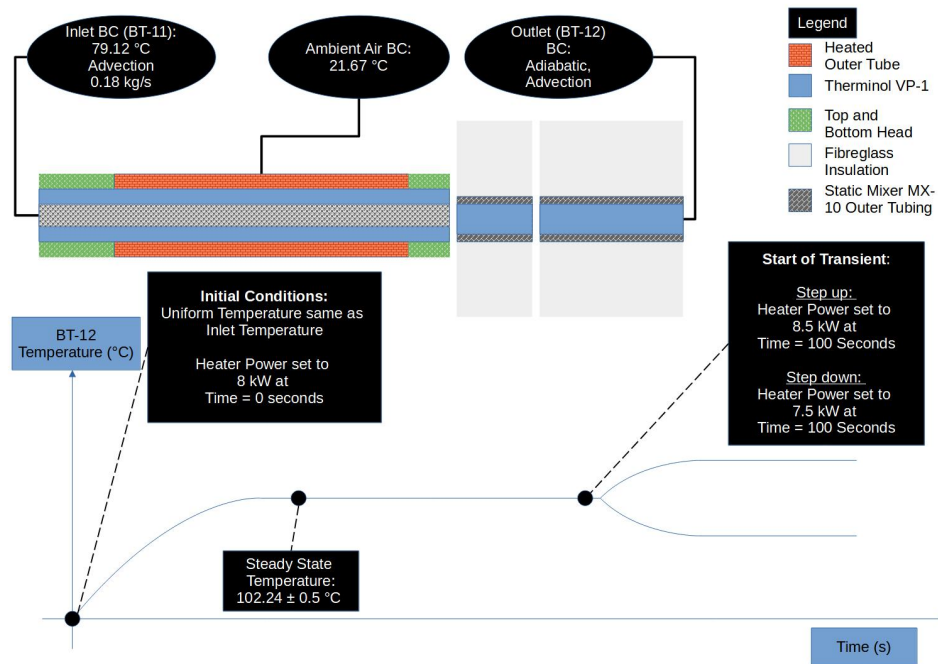 Inlet BC (BT-11):
79.12 °C
Advection
0.18 kg/s
Ambient Air BC:
21.67 °C
Outlet (BT-12)
BC:
Adiabatic,
Advection
Legend
Heated
Outer Tube
Therminol VP-1
Top and
Bottom Head
Fibreglass
Insulation
Static Mixer MX-
10 Outer Tubing
Initial Conditions:
Uniform Temperature same as
Inlet Temperature
Heater Power set to
8 kW at
Time = 0 seconds
Start of Transient:
Step up:
Heater Power set to
8.5 kW at
Time = 100 Seconds
Step down:
Heater Power set to
7.5 kW at
Time = 100 Seconds
BT-12
Temperature (°C)
Steady State
Temperature:
102.24 ± 0.5 °C
Time (s)